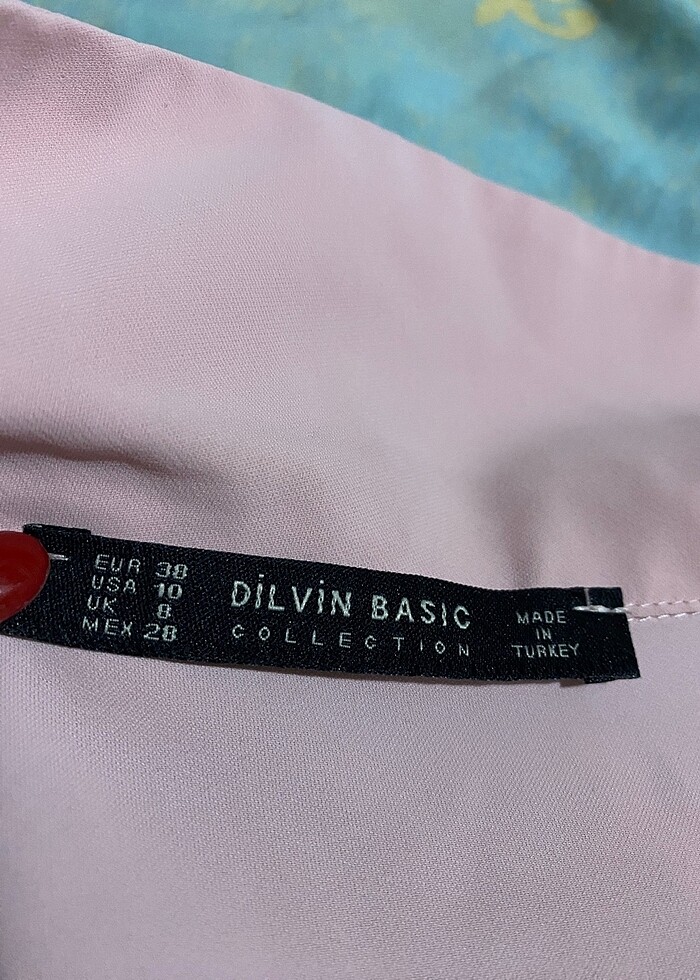 EUR 38
USA 10
UK 8
MEX 28
DİLVİN BASIC
COLLECTION
MADE
IN
TURKEY